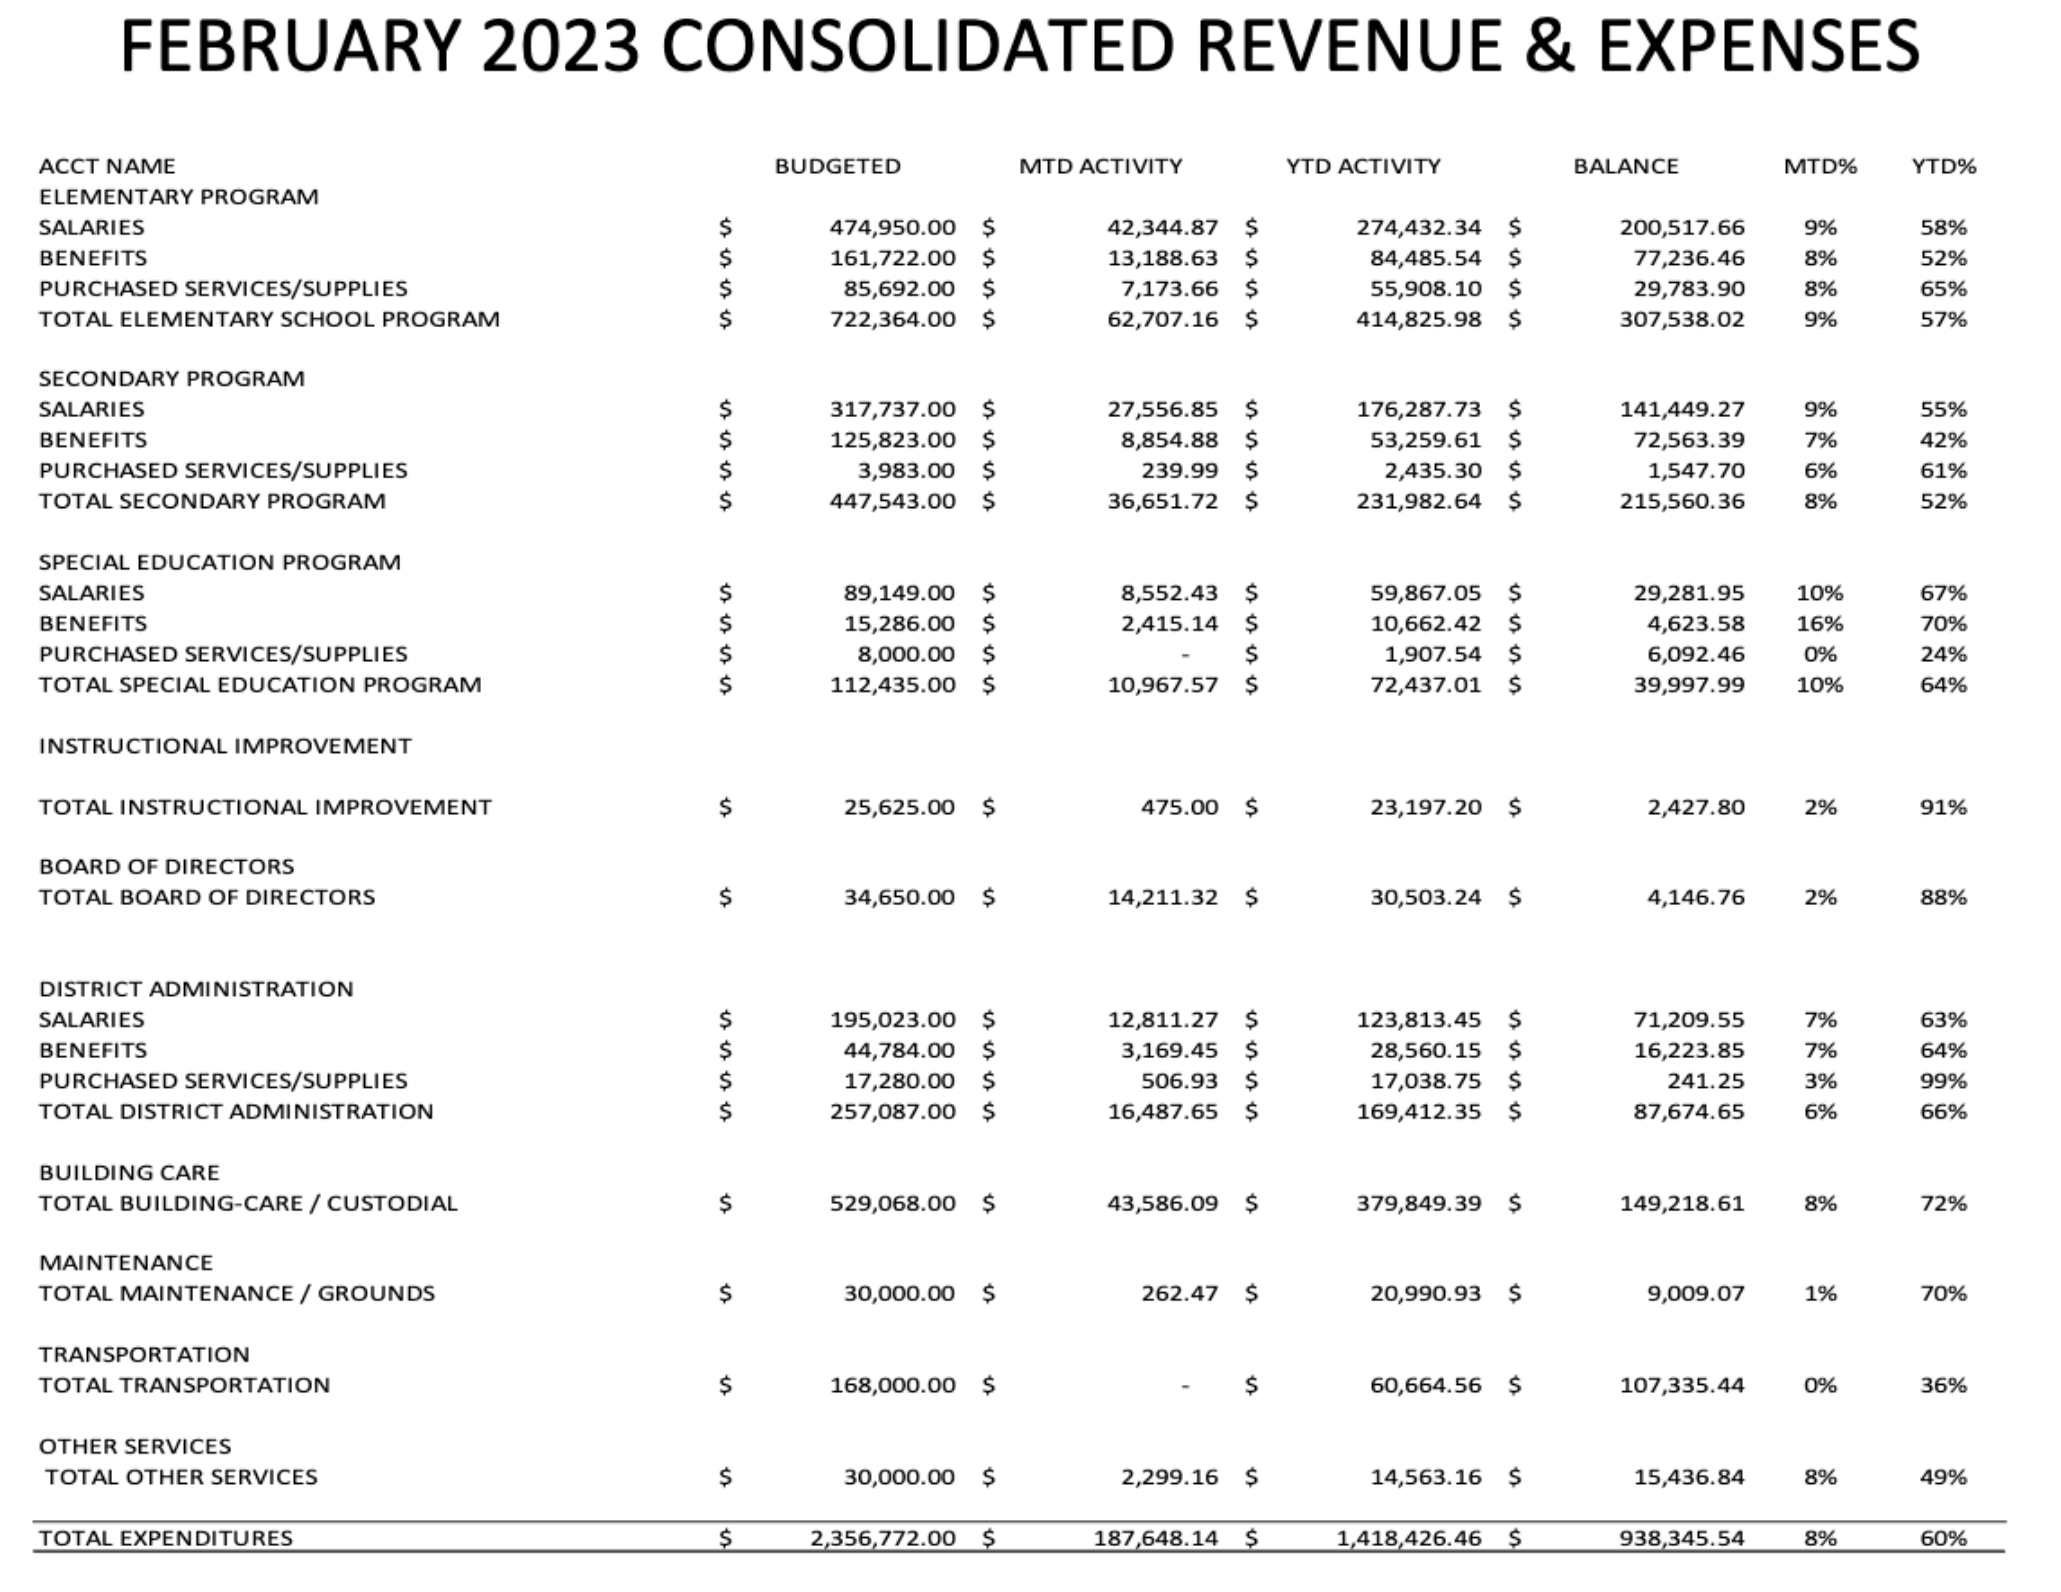 FEBRUARY 2023 CONSOLIDATED REVENUE & EXPENSES
ACCT NAME BUDGETED MTD ACTIVITY YTD ACTIVITY BALANCE MTD% YTD%
ELEMENTARY PROGRAM
SALARIES $ 474,950.00 $ 42,344.87 $ 274,432.34 $ 200,517.66 9% 58%
BENEFITS $ 161,722.00 $ 13,188.63 $ 84,485.54 $ 77,236.46 8% 52%
PURCHASED SERVICES/SUPPLIES $ 85,692.00 $ 7,173.66 $ 55,908.10 $ 29,783.90 8% 65%
TOTAL ELEMENTARY SCHOOL PROGRAM $ 722,364.00 $ 62,707.16 $ 414,825.98 $ 307,538.02 9% 57%
SECONDARY PROGRAM
SALARIES $ 317,737.00 $ 27,556.85 $ 176,287.73 $ 141,449.27 9% 55%
BENEFITS $ 125,823.00 $ 8,854.88 $ 53,259.61 $ 72,563.39 7% 42%
PURCHASED SERVICES/SUPPLIES $ 3,983.00 $ 239.99 $ 2,435.30 $ 1,547.70 6% 61%
TOTAL SECONDARY PROGRAM $ 447,543.00 $ 36,651.72 $ 231,982.64 $ 215,560.36 8% 52%
SPECIAL EDUCATION PROGRAM
SALARIES $ 89,149.00 $ 8,552.43 $ 59,867.05 $ 29,281.95 10% 67%
BENEFITS $ 15,286.00 $ 2,415.14 $ 10,662.42 $ 4,623.58 16% 70%
PURCHASED SERVICES/SUPPLIES $ 8,000.00 $ - $ 1,907.54 $ 6,092.46 0% 24%
TOTAL SPECIAL EDUCATION PROGRAM $ 112,435.00 $ 10,967.57 $ 72,437.01 $ 39,997.99 10% 64%
INSTRUCTIONAL IMPROVEMENT
TOTAL INSTRUCTIONAL IMPROVEMENT $ 25,625.00 $ 475.00 $ 23,197.20 $ 2,427.80 2% 91%
BOARD OF DIRECTORS
TOTAL BOARD OF DIRECTORS $ 34,650.00 $ 14,211.32 $ 30,503.24 $ 4,146.76 2% 88%
DISTRICT ADMINISTRATION
SALARIES $ 195,023.00 $ 12,811.27 $ 123,813.45 $ 71,209.55 7% 63%
BENEFITS $ 44,784.00 $ 3,169.45 $ 28,560.15 $ 16,223.85 7% 64%
PURCHASED SERVICES/SUPPLIES $ 17,280.00 $ 506.93 $ 17,038.75 $ 241.25 3% 99%
TOTAL DISTRICT ADMINISTRATION $ 257,087.00 $ 16,487.65 $ 169,412.35 $ 87,674.65 6% 66%
BUILDING CARE
TOTAL BUILDING-CARE / CUSTODIAL $ 529,068.00 $ 43,586.09 $ 379,849.39 $ 149,218.61 8% 72%
MAINTENANCE
TOTAL MAINTENANCE / GROUNDS $ 30,000.00 $ 262.47 $ 20,990.93 $ 9,009.07 1% 70%
TRANSPORTATION
TOTAL TRANSPORTATION $ 168,000.00 $ - $ 60,664.56 $ 107,335.44 0% 36%
OTHER SERVICES
TOTAL OTHER SERVICES $ 30,000.00 $ 2,299.16 $ 14,563.16 $ 15,436.84 8% 49%
TOTAL EXPENDITURES $ 2,356,772.00 $ 187,648.14 $ 1,418,426.46 $ 938,345.54 8% 60%